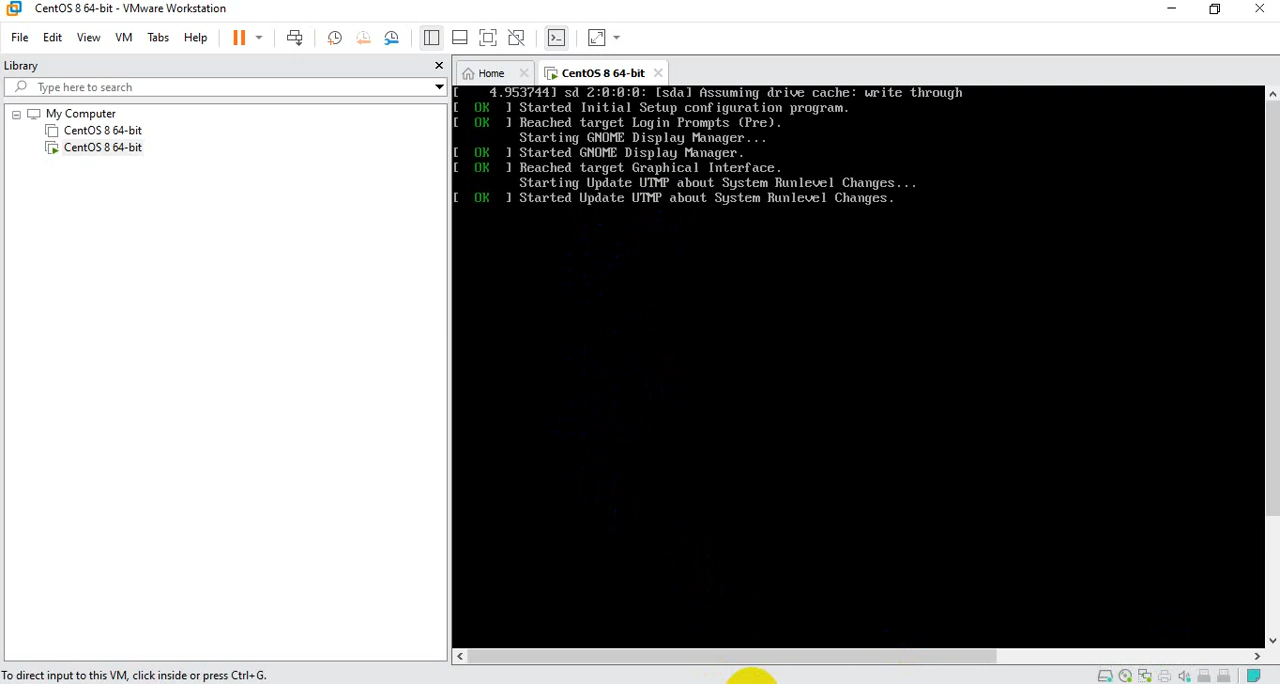 CentOS 8 64-bit - VMware Workstation
File Edit View VM Tabs Help
Library
Type here to search
My Computer
CentOS 8 64-bit
CentOS 8 64-bit
Home
CentOS 8 64-bit
[    4.953744] sd 2:0:0:0: [sda] Assuming drive cache: write through
[  OK  ] Started Initial Setup configuration program.
[  OK  ] Reached target Login Prompts (Pre).
Starting GNOME Display Manager...
[  OK  ] Started GNOME Display Manager.
[  OK  ] Reached target Graphical Interface.
Starting Update UTMP about System Runlevel Changes...
[  OK  ] Started Update UTMP about System Runlevel Changes.
To direct input to this VM, click inside or press Ctrl+G.